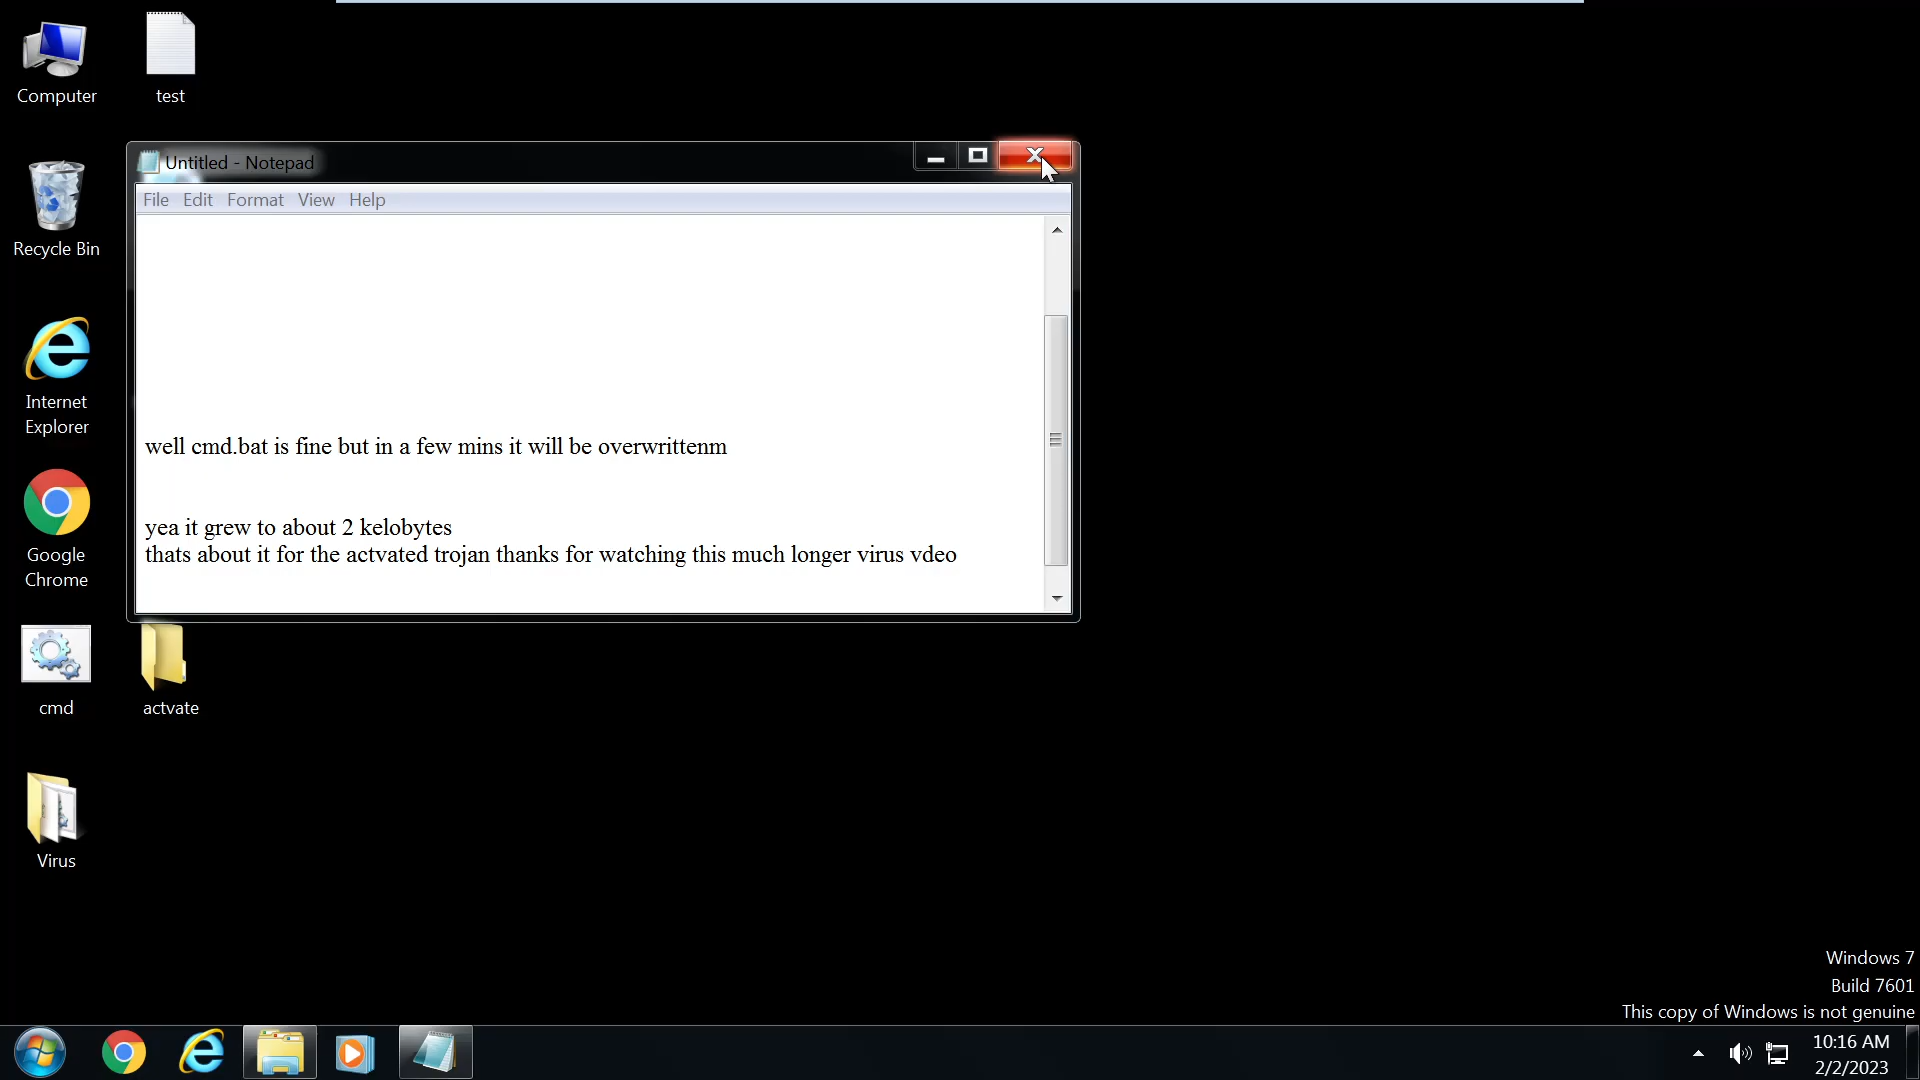 Computer
test
Recycle Bin
Internet
Explorer
Google
Chrome
cmd
actvate
Virus
Untitled - Notepad
File Edit Format View Help
well cmd.bat is fine but in a few mins it will be overwrittenm
yea it grew to about 2 kelobytes
thats about it for the actvated trojan thanks for watching this much longer virus vdeo
Windows 7
Build 7601
This copy of Windows is not genuine
10:16 AM
2/2/2023